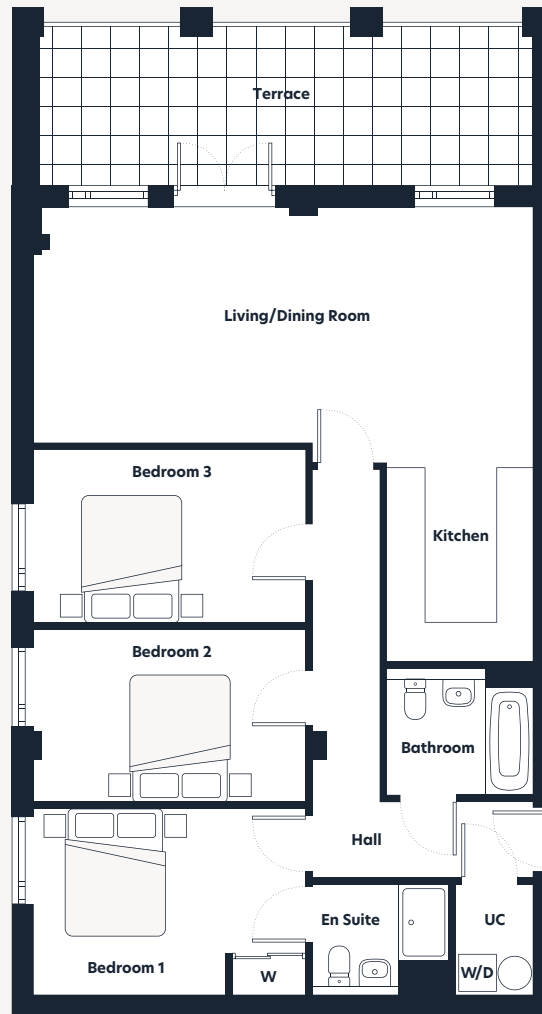 Terrace
Living/Dining Room
Bedroom 3
Kitchen
Bedroom 2
Bathroom
Hall
En Suite
UC
Bedroom 1
W
W/D